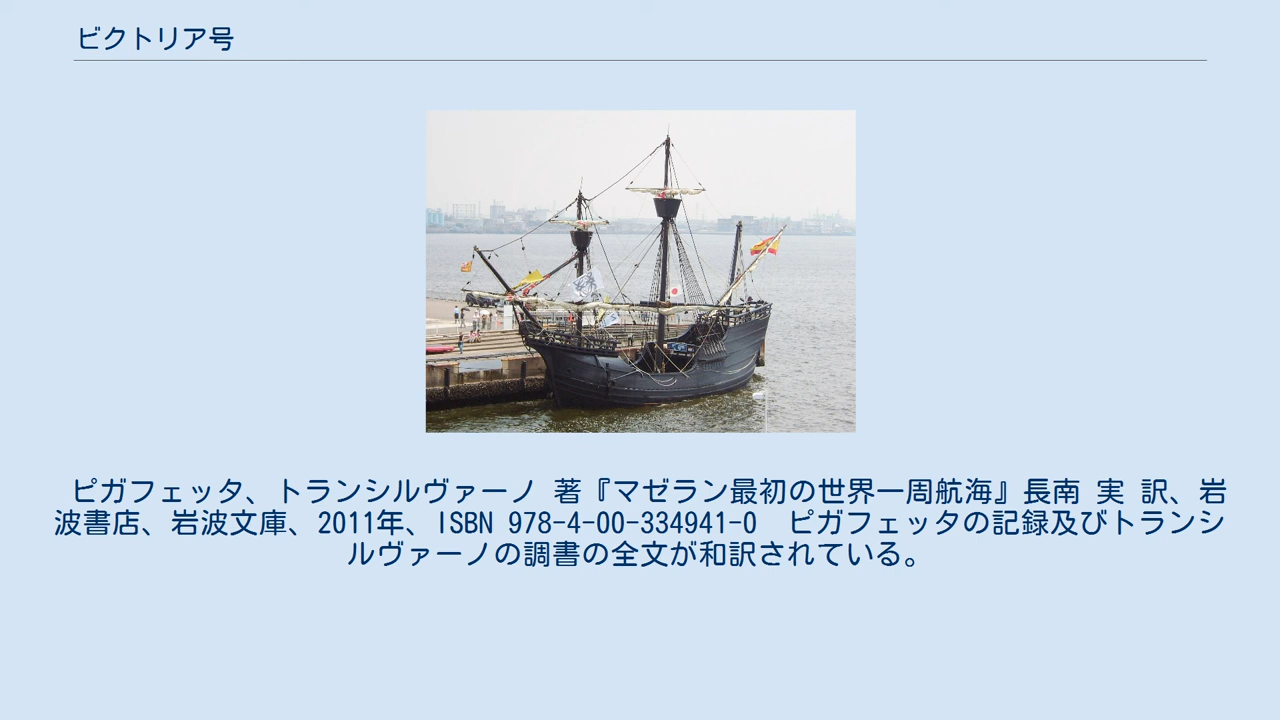 ビクトリア号
ピガフェッタ、トランシルヴァーノ 著『マゼラン最初の世界一周航海』長南 実 訳、岩
波書店、岩波文庫、2011年、ISBN 978-4-00-334941-0　ピガフェッタの記録及びトランシ
ルヴァーノの調書の全文が和訳されている。